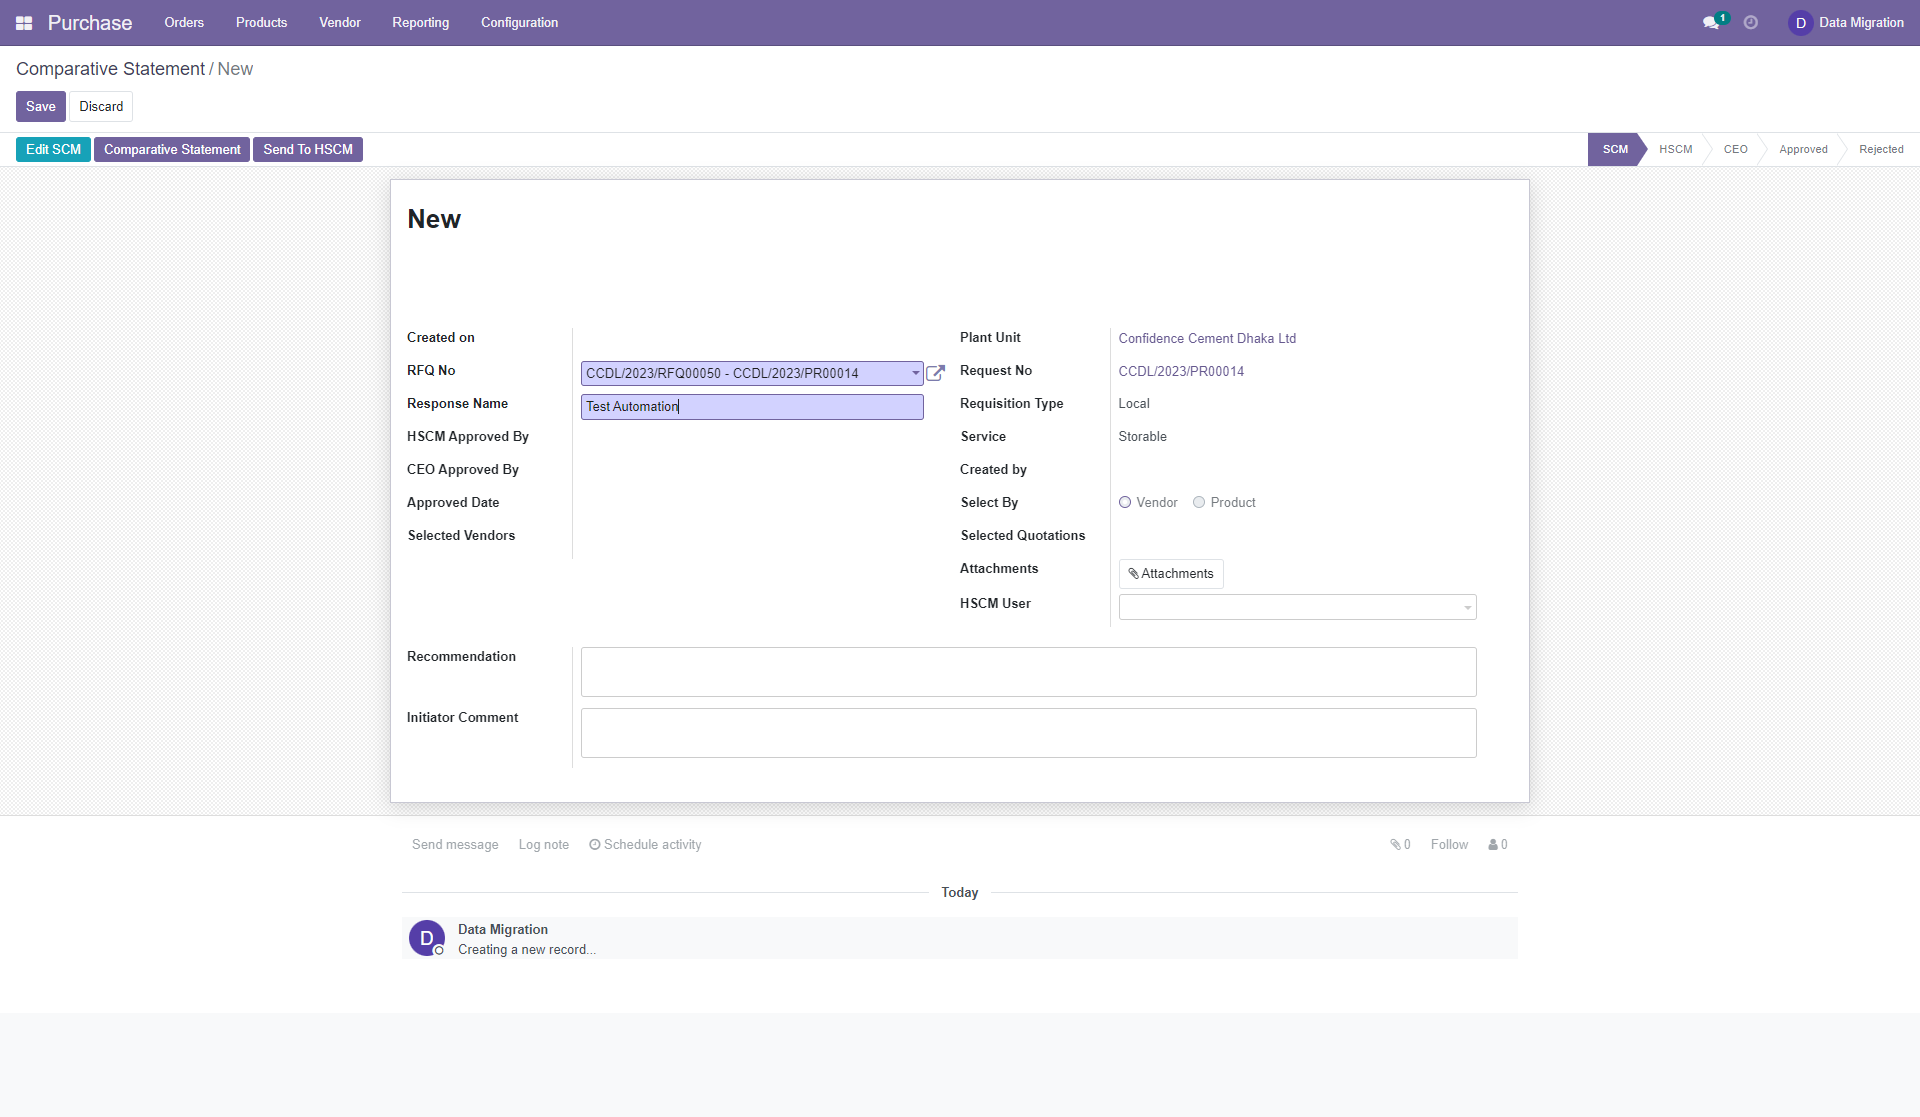 Purchase Orders Products Vendor Reporting Configuration 1 D Data Migration
Comparative Statement / New
Save Discard
Edit SCM Comparative Statement Send To HSCM SCM HSCM CEO Approved Rejected
New
Created on
RFQ No CCDL/2023/RFQ00050 - CCDL/2023/PR00014
Response Name Test Automation
HSCM Approved By
CEO Approved By
Approved Date
Selected Vendors
Plant Unit Confidence Cement Dhaka Ltd
Request No CCDL/2023/PR00014
Requisition Type Local
Service Storable
Created by
Select By Vendor Product
Selected Quotations
Attachments Attachments
HSCM User
Recommendation
Initiator Comment
Send message Log note Schedule activity 0 Follow 0
Today
D Data Migration
Creating a new record...